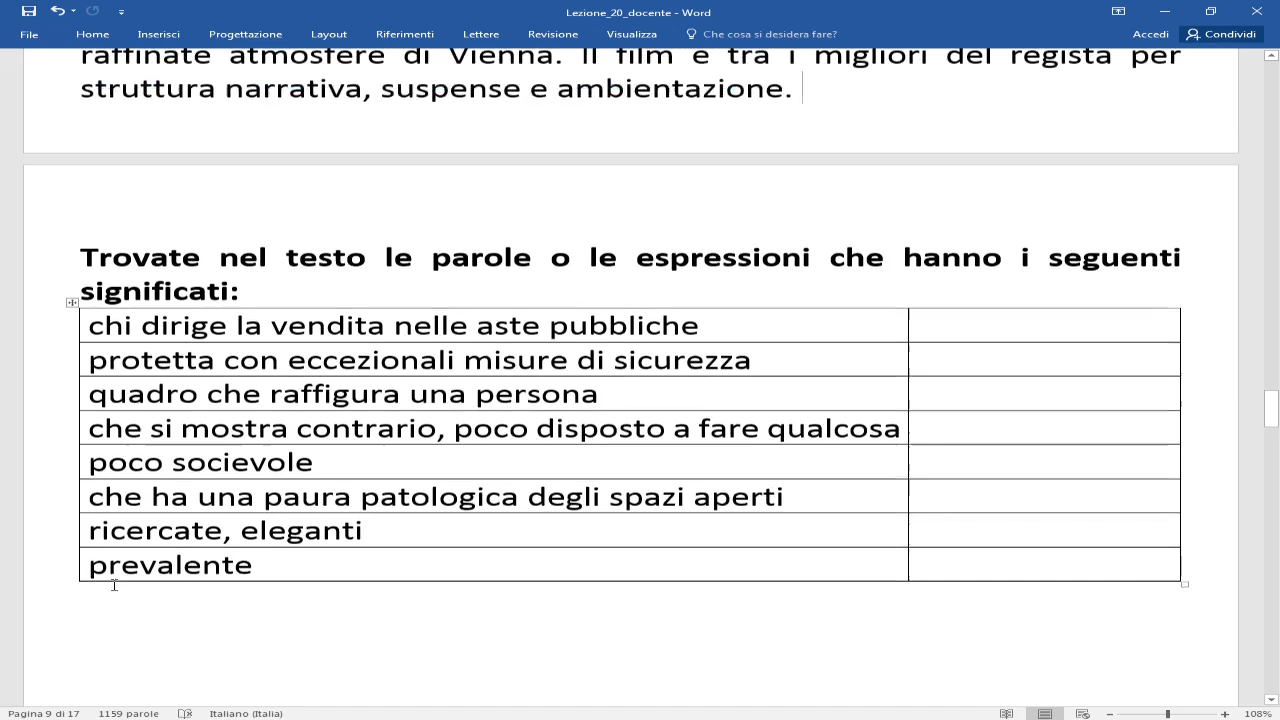 Lezione_20_docente - Word
File Home Inserisci Progettazione Layout Riferimenti Lettere Revisione Visualizza Che cosa si desidera fare? Accedi Condividi
raffinate atmosfere di Vienna. Il film è tra i migliori del regista per
struttura narrativa, suspense e ambientazione.
Trovate nel testo le parole o le espressioni che hanno i seguenti
significati:
chi dirige la vendita nelle aste pubbliche
protetta con eccezionali misure di sicurezza
quadro che raffigura una persona
che si mostra contrario, poco disposto a fare qualcosa
poco socievole
che ha una paura patologica degli spazi aperti
ricercate, eleganti
prevalente
Pagina 9 di 17 1159 parole Italiano (Italia) 108%